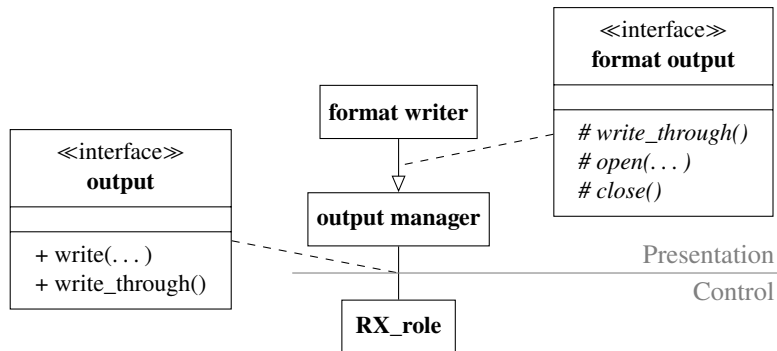 ≪interface≫
format output
# write_through()
# open(. . .)
# close()
format writer
≪interface≫
output
+ write(. . .)
+ write_through()
output manager
Presentation
Control
RX_role